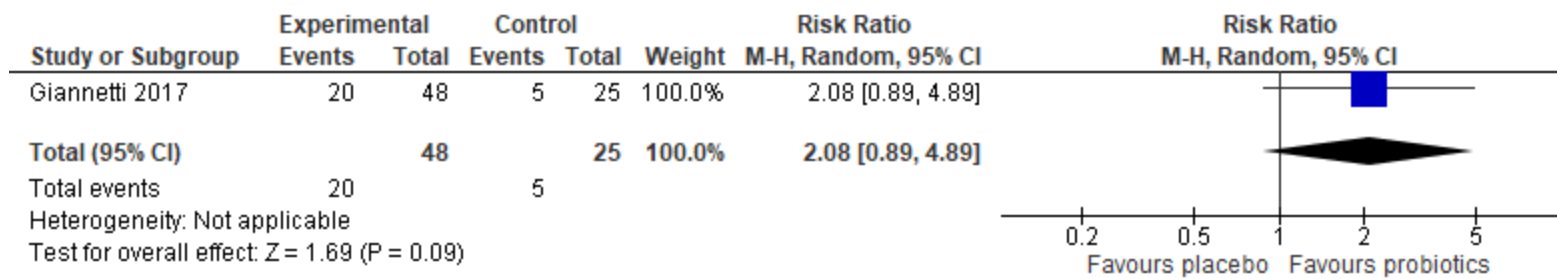 Experimental Control Risk Ratio Risk Ratio
Study or Subgroup Events Total Events Total Weight M-H, Random, 95% CI M-H, Random, 95% CI
Giannetti 2017 20 48 5 25 100.0% 2.08 [0.89, 4.89]
Total (95% CI) 48 25 100.0% 2.08 [0.89, 4.89]
Total events 20 5
Heterogeneity: Not applicable
Test for overall effect: Z = 1.69 (P = 0.09)
0.2 0.5 1 2 5
Favours placebo Favours probiotics